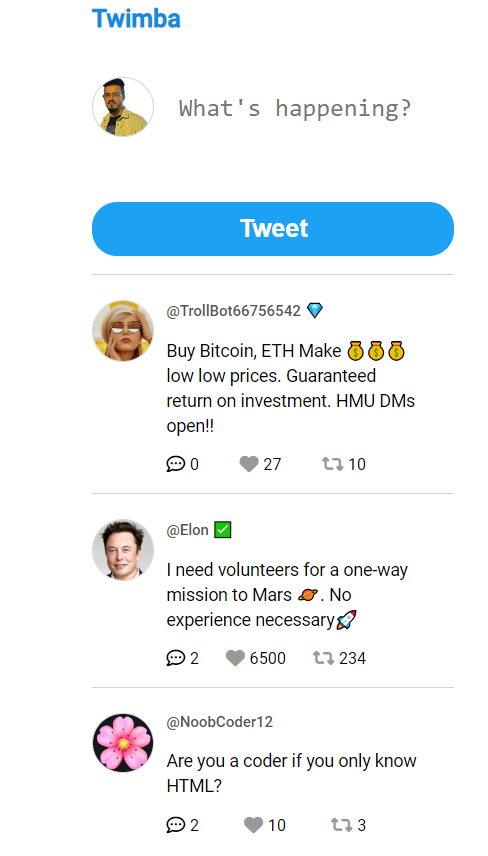 Twimba
What's happening?
Tweet
@TrollBot66756542 💎
Buy Bitcoin, ETH Make 💰💰💰
low low prices. Guaranteed
return on investment. HMU DMs
open!!
0 27 10
@Elon ✅
I need volunteers for a one-way
mission to Mars 🪐. No
experience necessary🚀
2 6500 234
@NoobCoder12
Are you a coder if you only know
HTML?
2 10 3